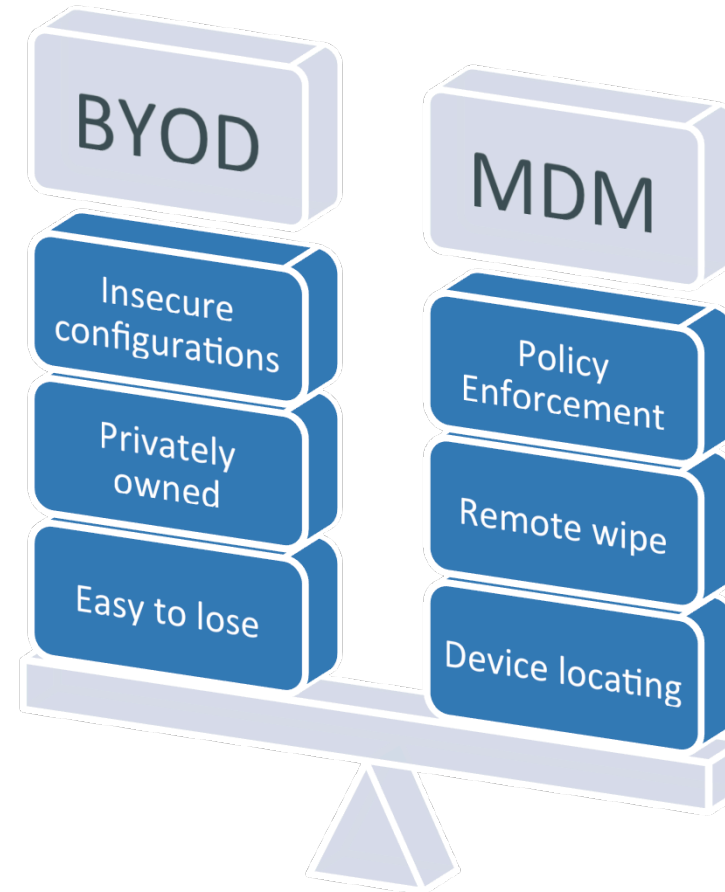 BYOD
Insecure
configurations
Privately
owned
Easy to lose
MDM
Policy
Enforcement
Remote wipe
Device locating